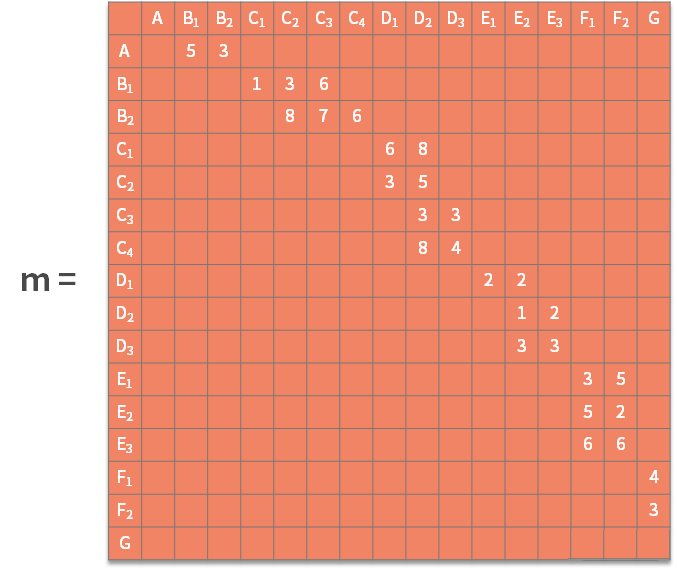 A B₁ B₂ C₁ C₂ C₃ C₄ D₁ D₂ D₃ E₁ E₂ E₃ F₁ F₂ G
A 5 3
B₁ 1 3 6
B₂ 8 7 6
C₁ 6 8
C₂ 3 5
C₃ 3 3
C₄ 8 4
m = D₁ 2 2
D₂ 1 2
D₃ 3 3
E₁ 3 5
E₂ 5 2
E₃ 6 6
F₁ 4
F₂ 3
G